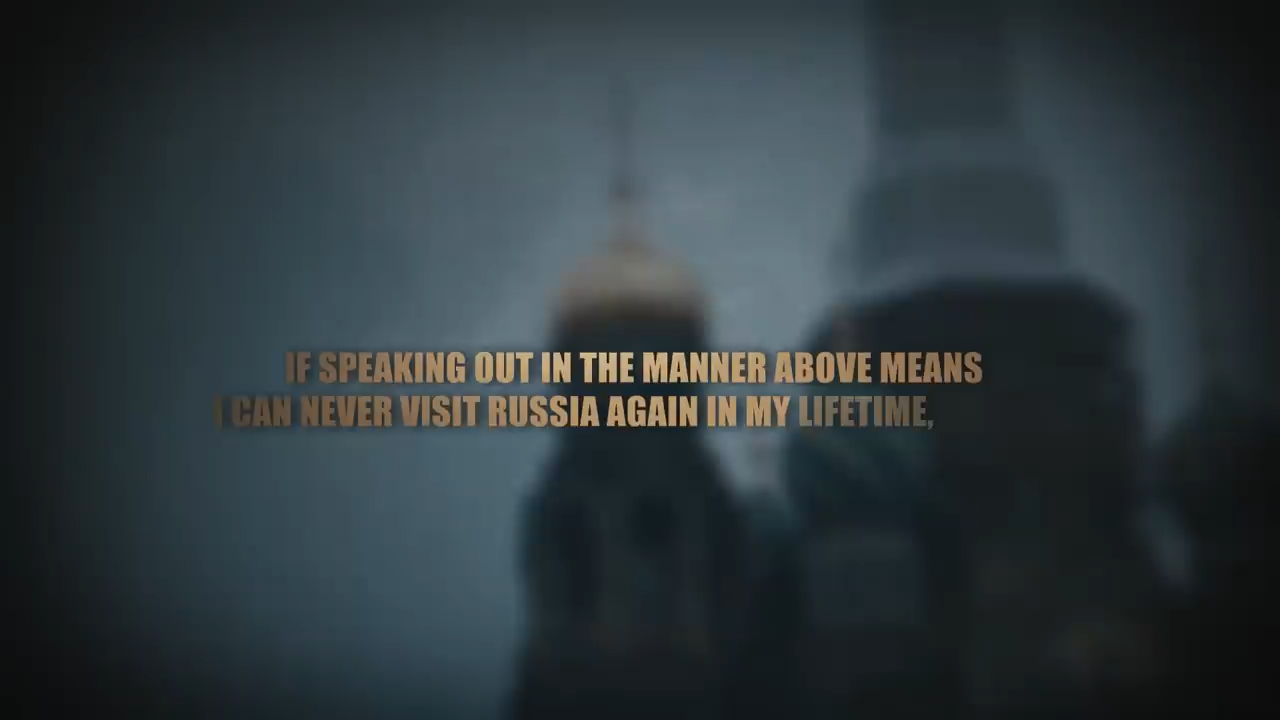 IF SPEAKING OUT IN THE MANNER ABOVE MEANS
I CAN NEVER VISIT RUSSIA AGAIN IN MY LIFETIME,